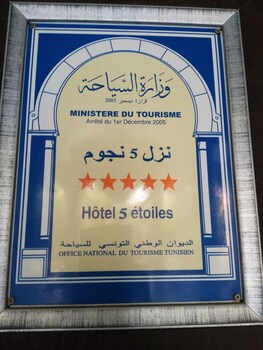 وزارة السياحة
قرار 1 ديسمبر 2005
MINISTERE DU TOURISME
Arrêté du 1er Décembre 2005
نزل 5 نجوم
Hôtel 5 étoiles
الديوان الوطني التونسي للسياحة
OFFICE NATIONAL DU TOURISME TUNISIEN